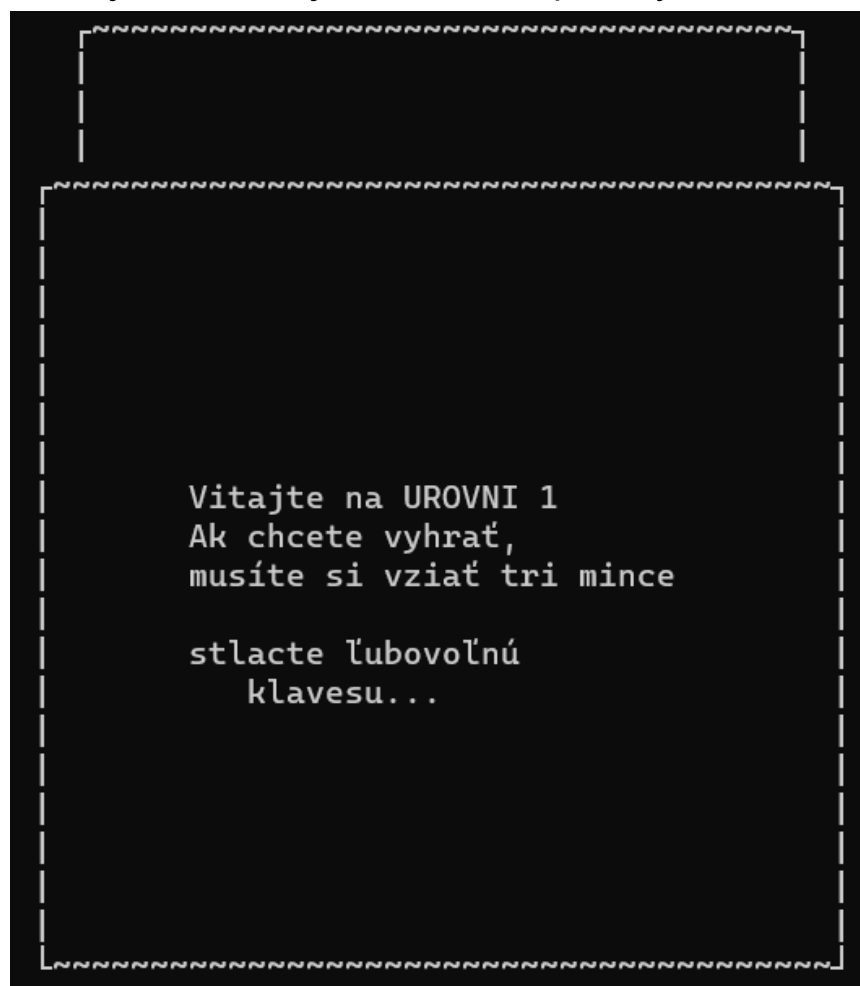 Vitajte na UROVNI 1
Ak chcete vyhrať,
musíte si vziať tri mince
stlacte ľubovoľnú
klavesu...